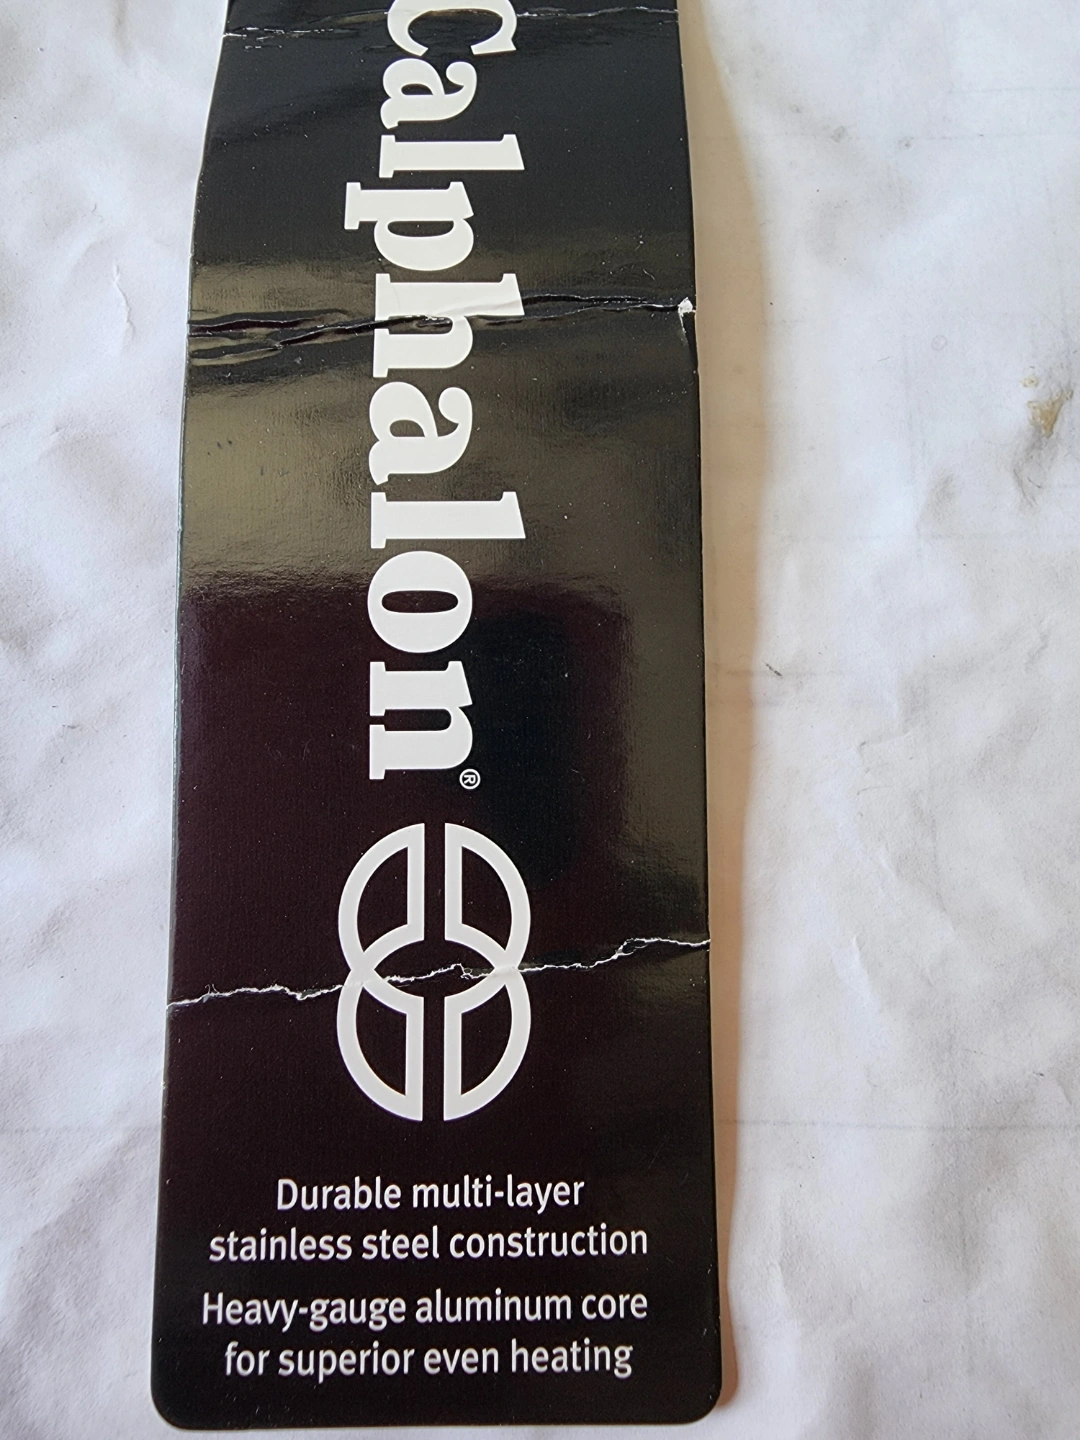 calphalon®
Durable multi-layer
stainless steel construction
Heavy-gauge aluminum core
for superior even heating